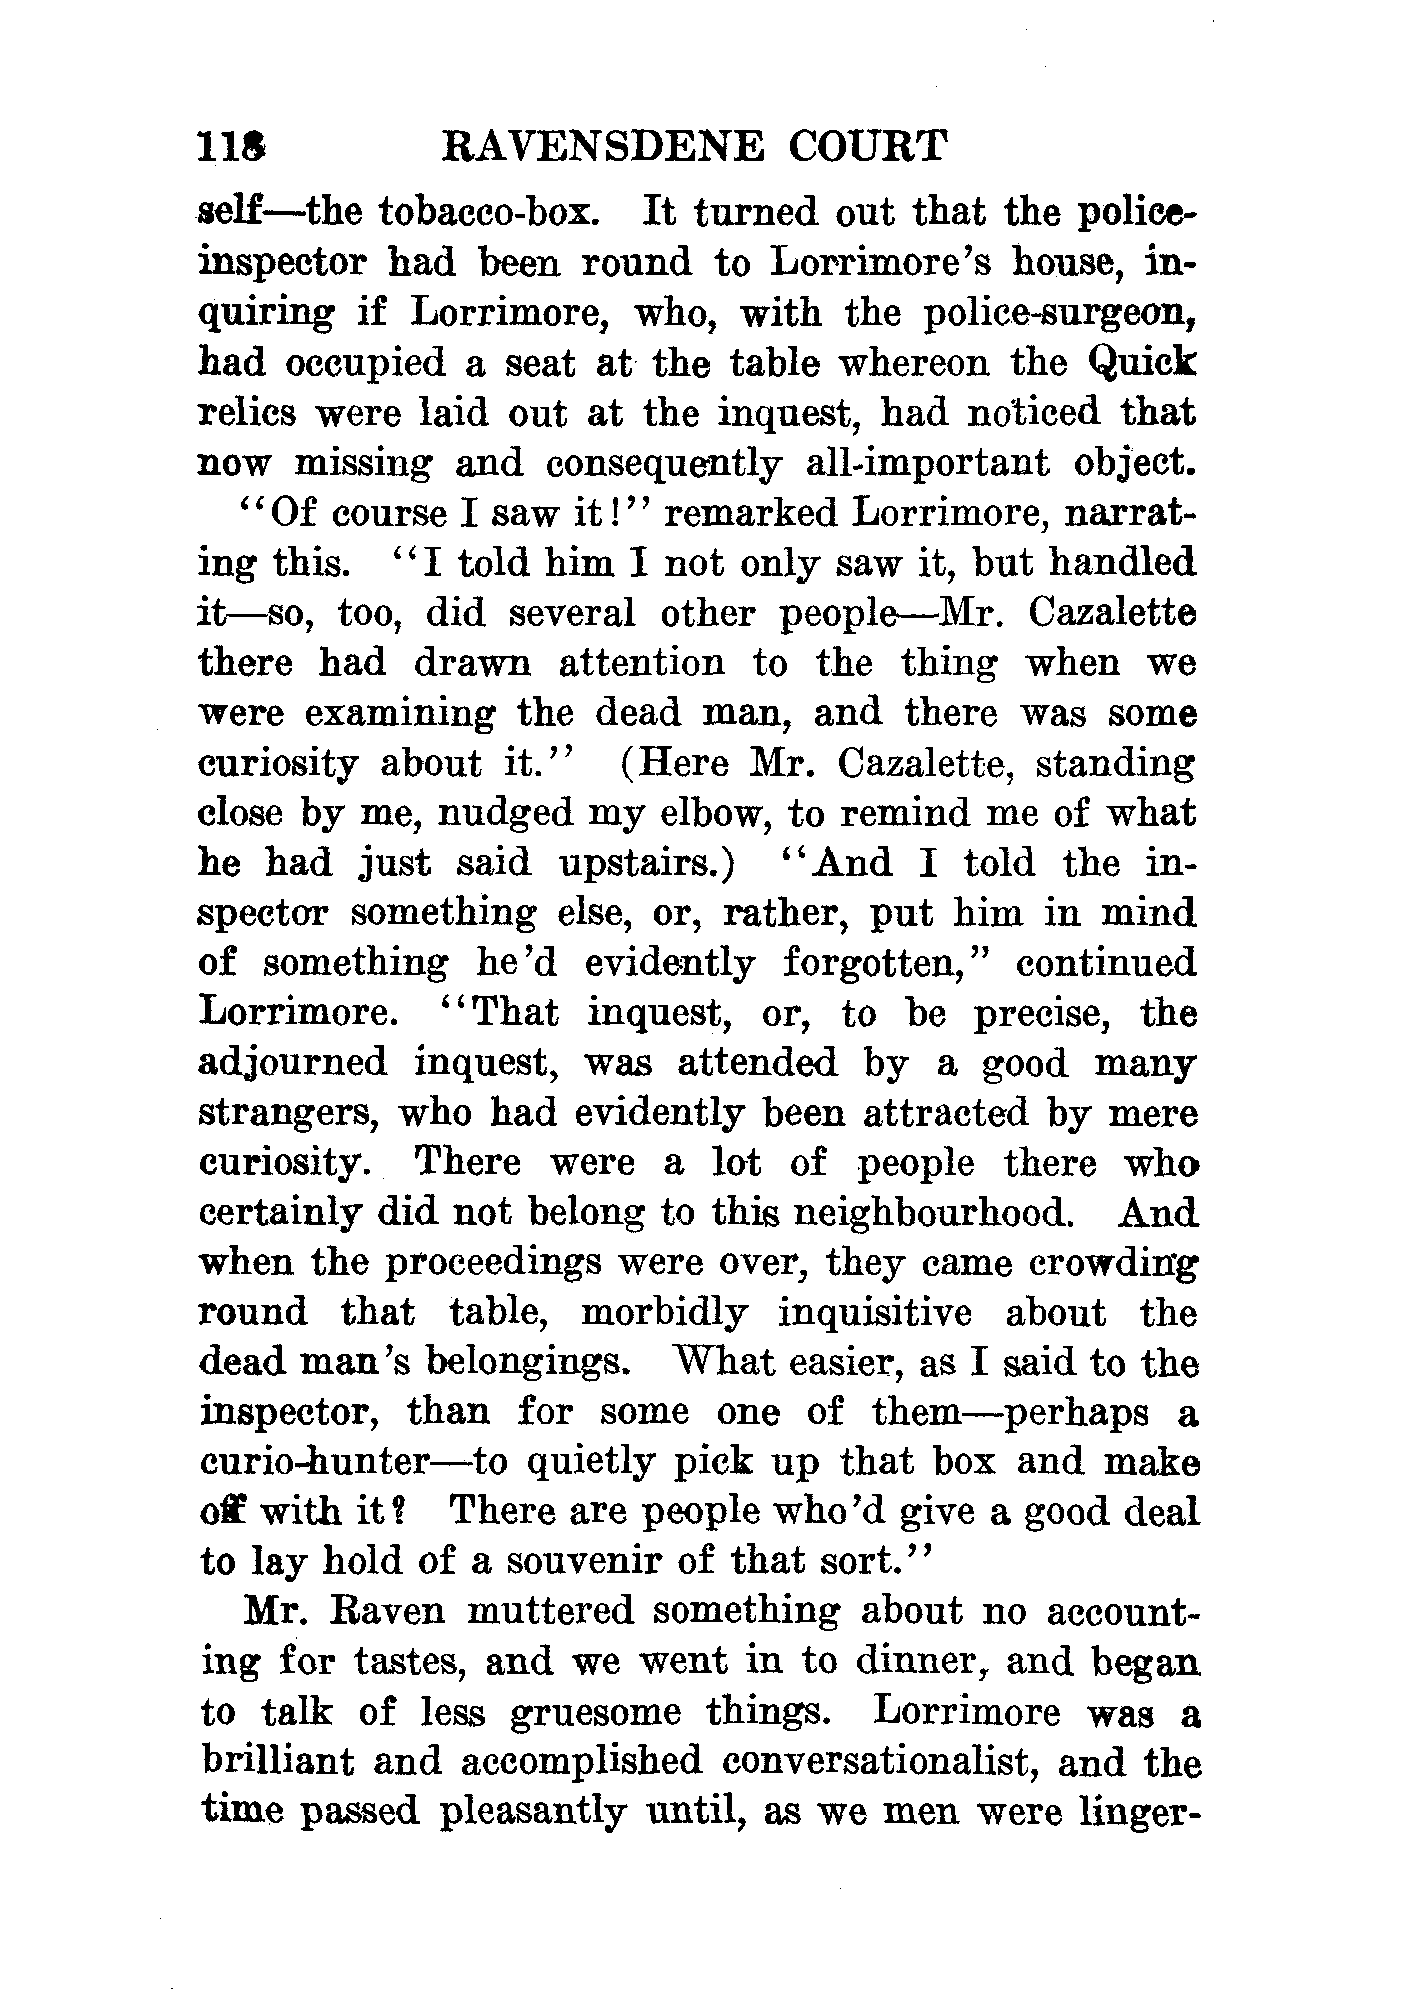 118 RAVENSDENE COURT
self—the tobacco-box. It turned out that the police-
inspector had been round to Lorrimore's house, in-
quiring if Lorrimore, who, with the police-surgeon,
had occupied a seat at the table whereon the Quick
relics were laid out at the inquest, had noticed that
now missing and consequently all-important object.
"Of course I saw it!" remarked Lorrimore, narrat-
ing this. "I told him I not only saw it, but handled
it—so, too, did several other people—Mr. Cazalette
there had drawn attention to the thing when we
were examining the dead man, and there was some
curiosity about it." (Here Mr. Cazalette, standing
close by me, nudged my elbow, to remind me of what
he had just said upstairs.) "And I told the in-
spector something else, or, rather, put him in mind
of something he'd evidently forgotten," continued
Lorrimore. "That inquest, or, to be precise, the
adjourned inquest, was attended by a good many
strangers, who had evidently been attracted by mere
curiosity. There were a lot of people there who
certainly did not belong to this neighbourhood. And
when the proceedings were over, they came crowding
round that table, morbidly inquisitive about the
dead man's belongings. What easier, as I said to the
inspector, than for some one of them—perhaps a
curio-hunter—to quietly pick up that box and make
off with it? There are people who'd give a good deal
to lay hold of a souvenir of that sort."
Mr. Raven muttered something about no account-
ing for tastes, and we went in to dinner, and began
to talk of less gruesome things. Lorrimore was a
brilliant and accomplished conversationalist, and the
time passed pleasantly until, as we men were linger-